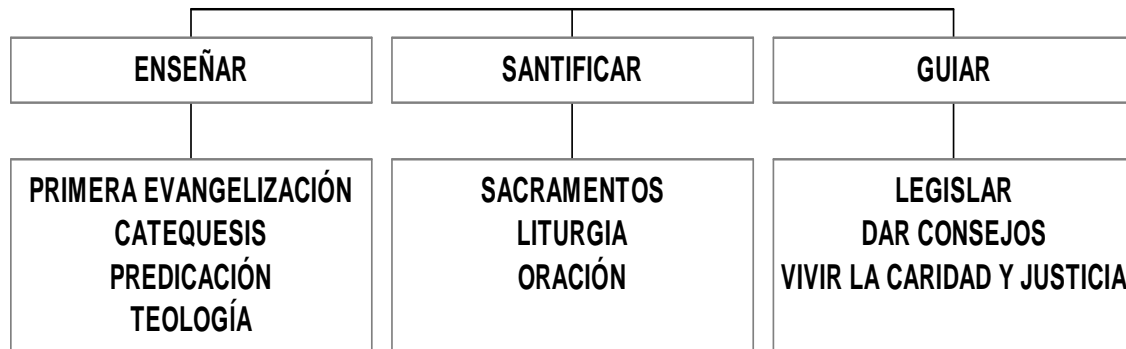 ENSEÑAR
SANTIFICAR
GUIAR
PRIMERA EVANGELIZACIÓN
CATEQUESIS
PREDICACIÓN
TEOLOGÍA
SACRAMENTOS
LITURGIA
ORACIÓN
LEGISLAR
DAR CONSEJOS
VIVIR LA CARIDAD Y JUSTICIA